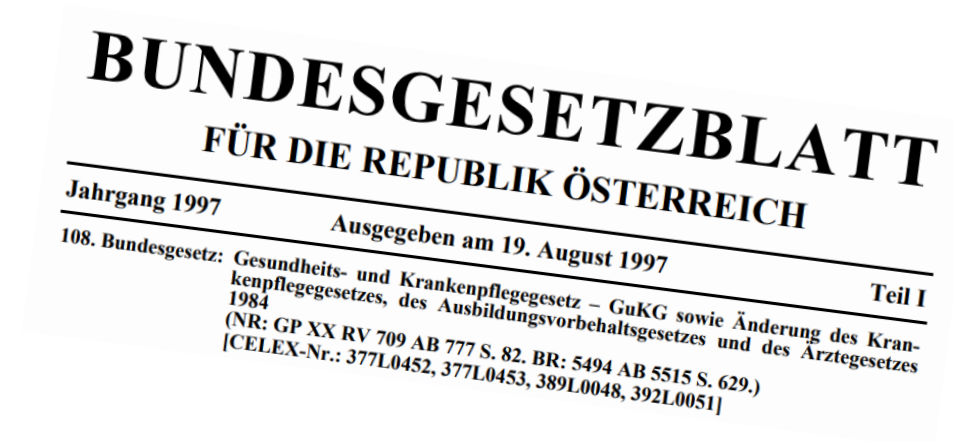 BUNDESGESETZBLATT
FÜR DIE REPUBLIK ÖSTERREICH
Jahrgang 1997
Ausgegeben am 19. August 1997
Teil I
108. Bundesgesetz: Gesundheits- und Krankenpflegegesetz – GuKG sowie Änderung des Kran-
kenpflegegesetzes, des Ausbildungsvorbehaltsgesetzes und des Ärztegesetzes
1984
(NR: GP XX RV 709 AB 777 S. 82. BR: 5494 AB 5515 S. 629.)
[CELEX-Nr.: 377L0452, 377L0453, 389L0048, 392L0051]